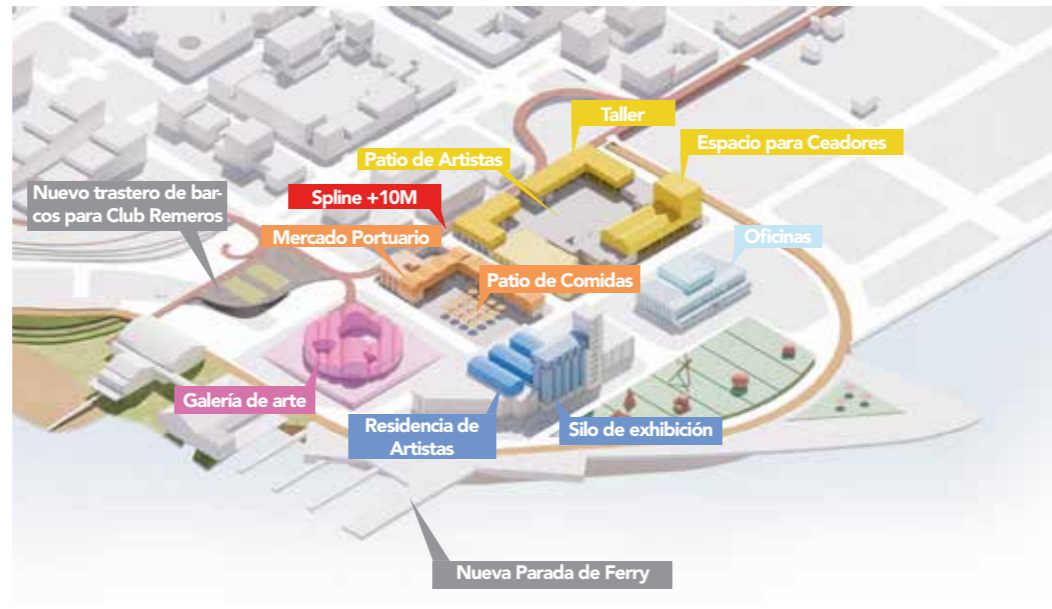 Taller
Espacio para Ceadores
Patio de Artistas
Nuevo trastero de bar-
cos para Club Remeros
Spline +10M
Mercado Portuario
Oficinas
Patio de Comidas
Galería de arte
Residencia de
Artistas
Silo de exhibición
Nueva Parada de Ferry